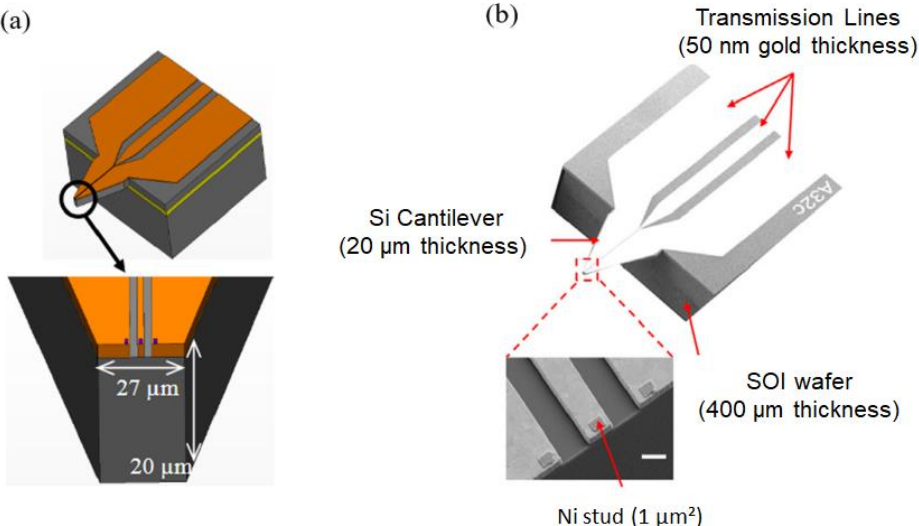 (a)
27 µm
20 µm
(b)
Transmission Lines
(50 nm gold thickness)
Si Cantilever
(20 µm thickness)
A32c
SOI wafer
(400 µm thickness)
Ni stud (1 µm²)